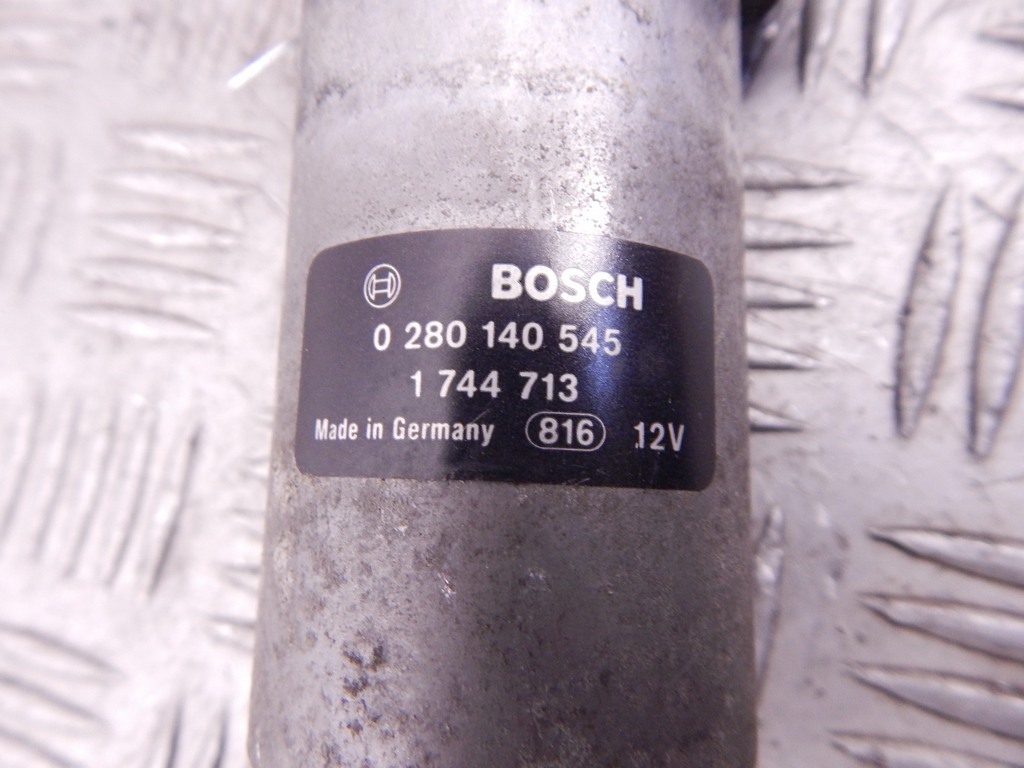 BOSCH
0 280 140 545
1 744 713
Made in Germany 816 12V